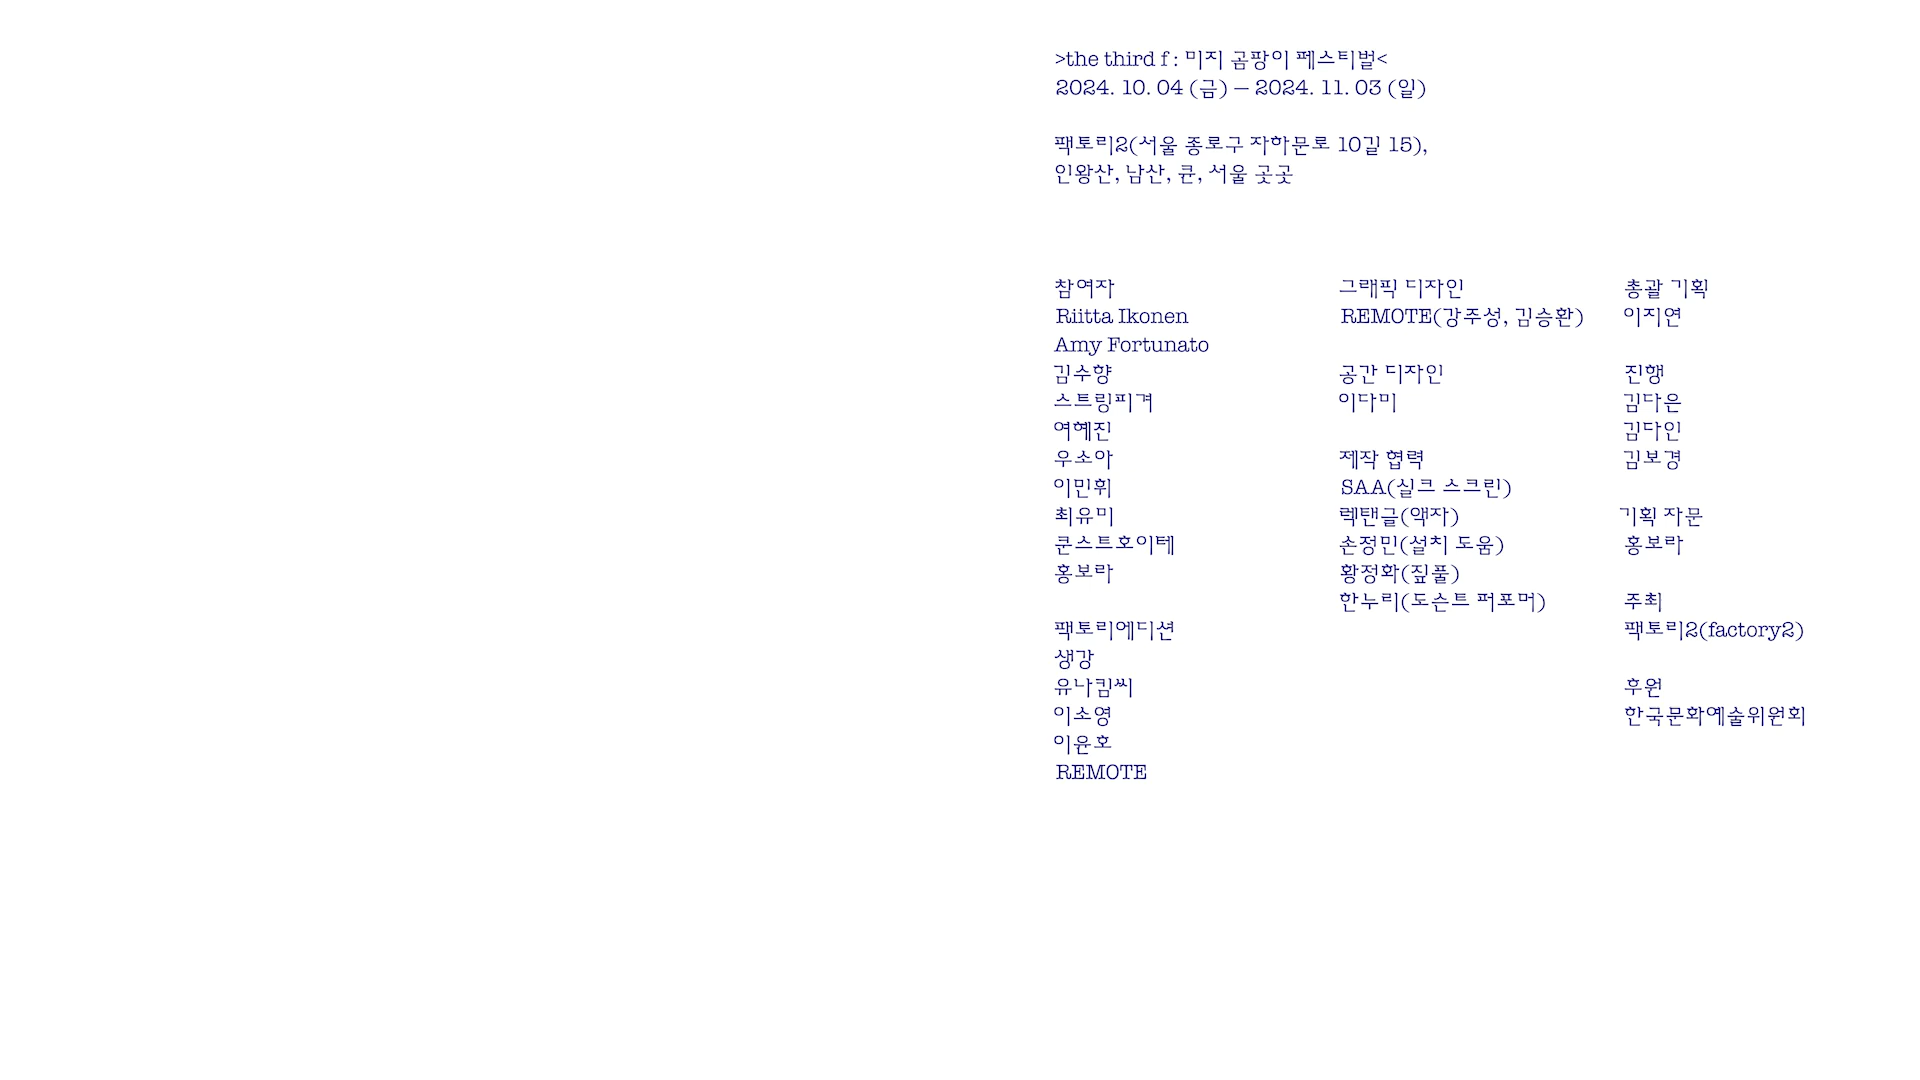 >the third f : 미지 곰팡이 페스티벌<
2024. 10. 04 (금) – 2024. 11. 03 (일)
팩토리2(서울 종로구 자하문로 10길 15),
인왕산, 남산, 큔, 서울 곳곳
참여자
Riitta Ikonen
Amy Fortunato
김수향
스트링피겨
여혜진
우소아
이민휘
최유미
쿤스트호이테
홍보라
팩토리에디션
생강
유나킴씨
이소영
이윤호
REMOTE
그래픽 디자인
REMOTE(강주성, 김승환)
공간 디자인
이다미
제작 협력
SAA(실크 스크린)
렉탠글(액자)
손정민(설치 도움)
황정화(짚풀)
한누리(도슨트 퍼포머)
총괄 기획
이지연
진행
김다은
김다인
김보경
기획 자문
홍보라
주최
팩토리2(factory2)
후원
한국문화예술위원회